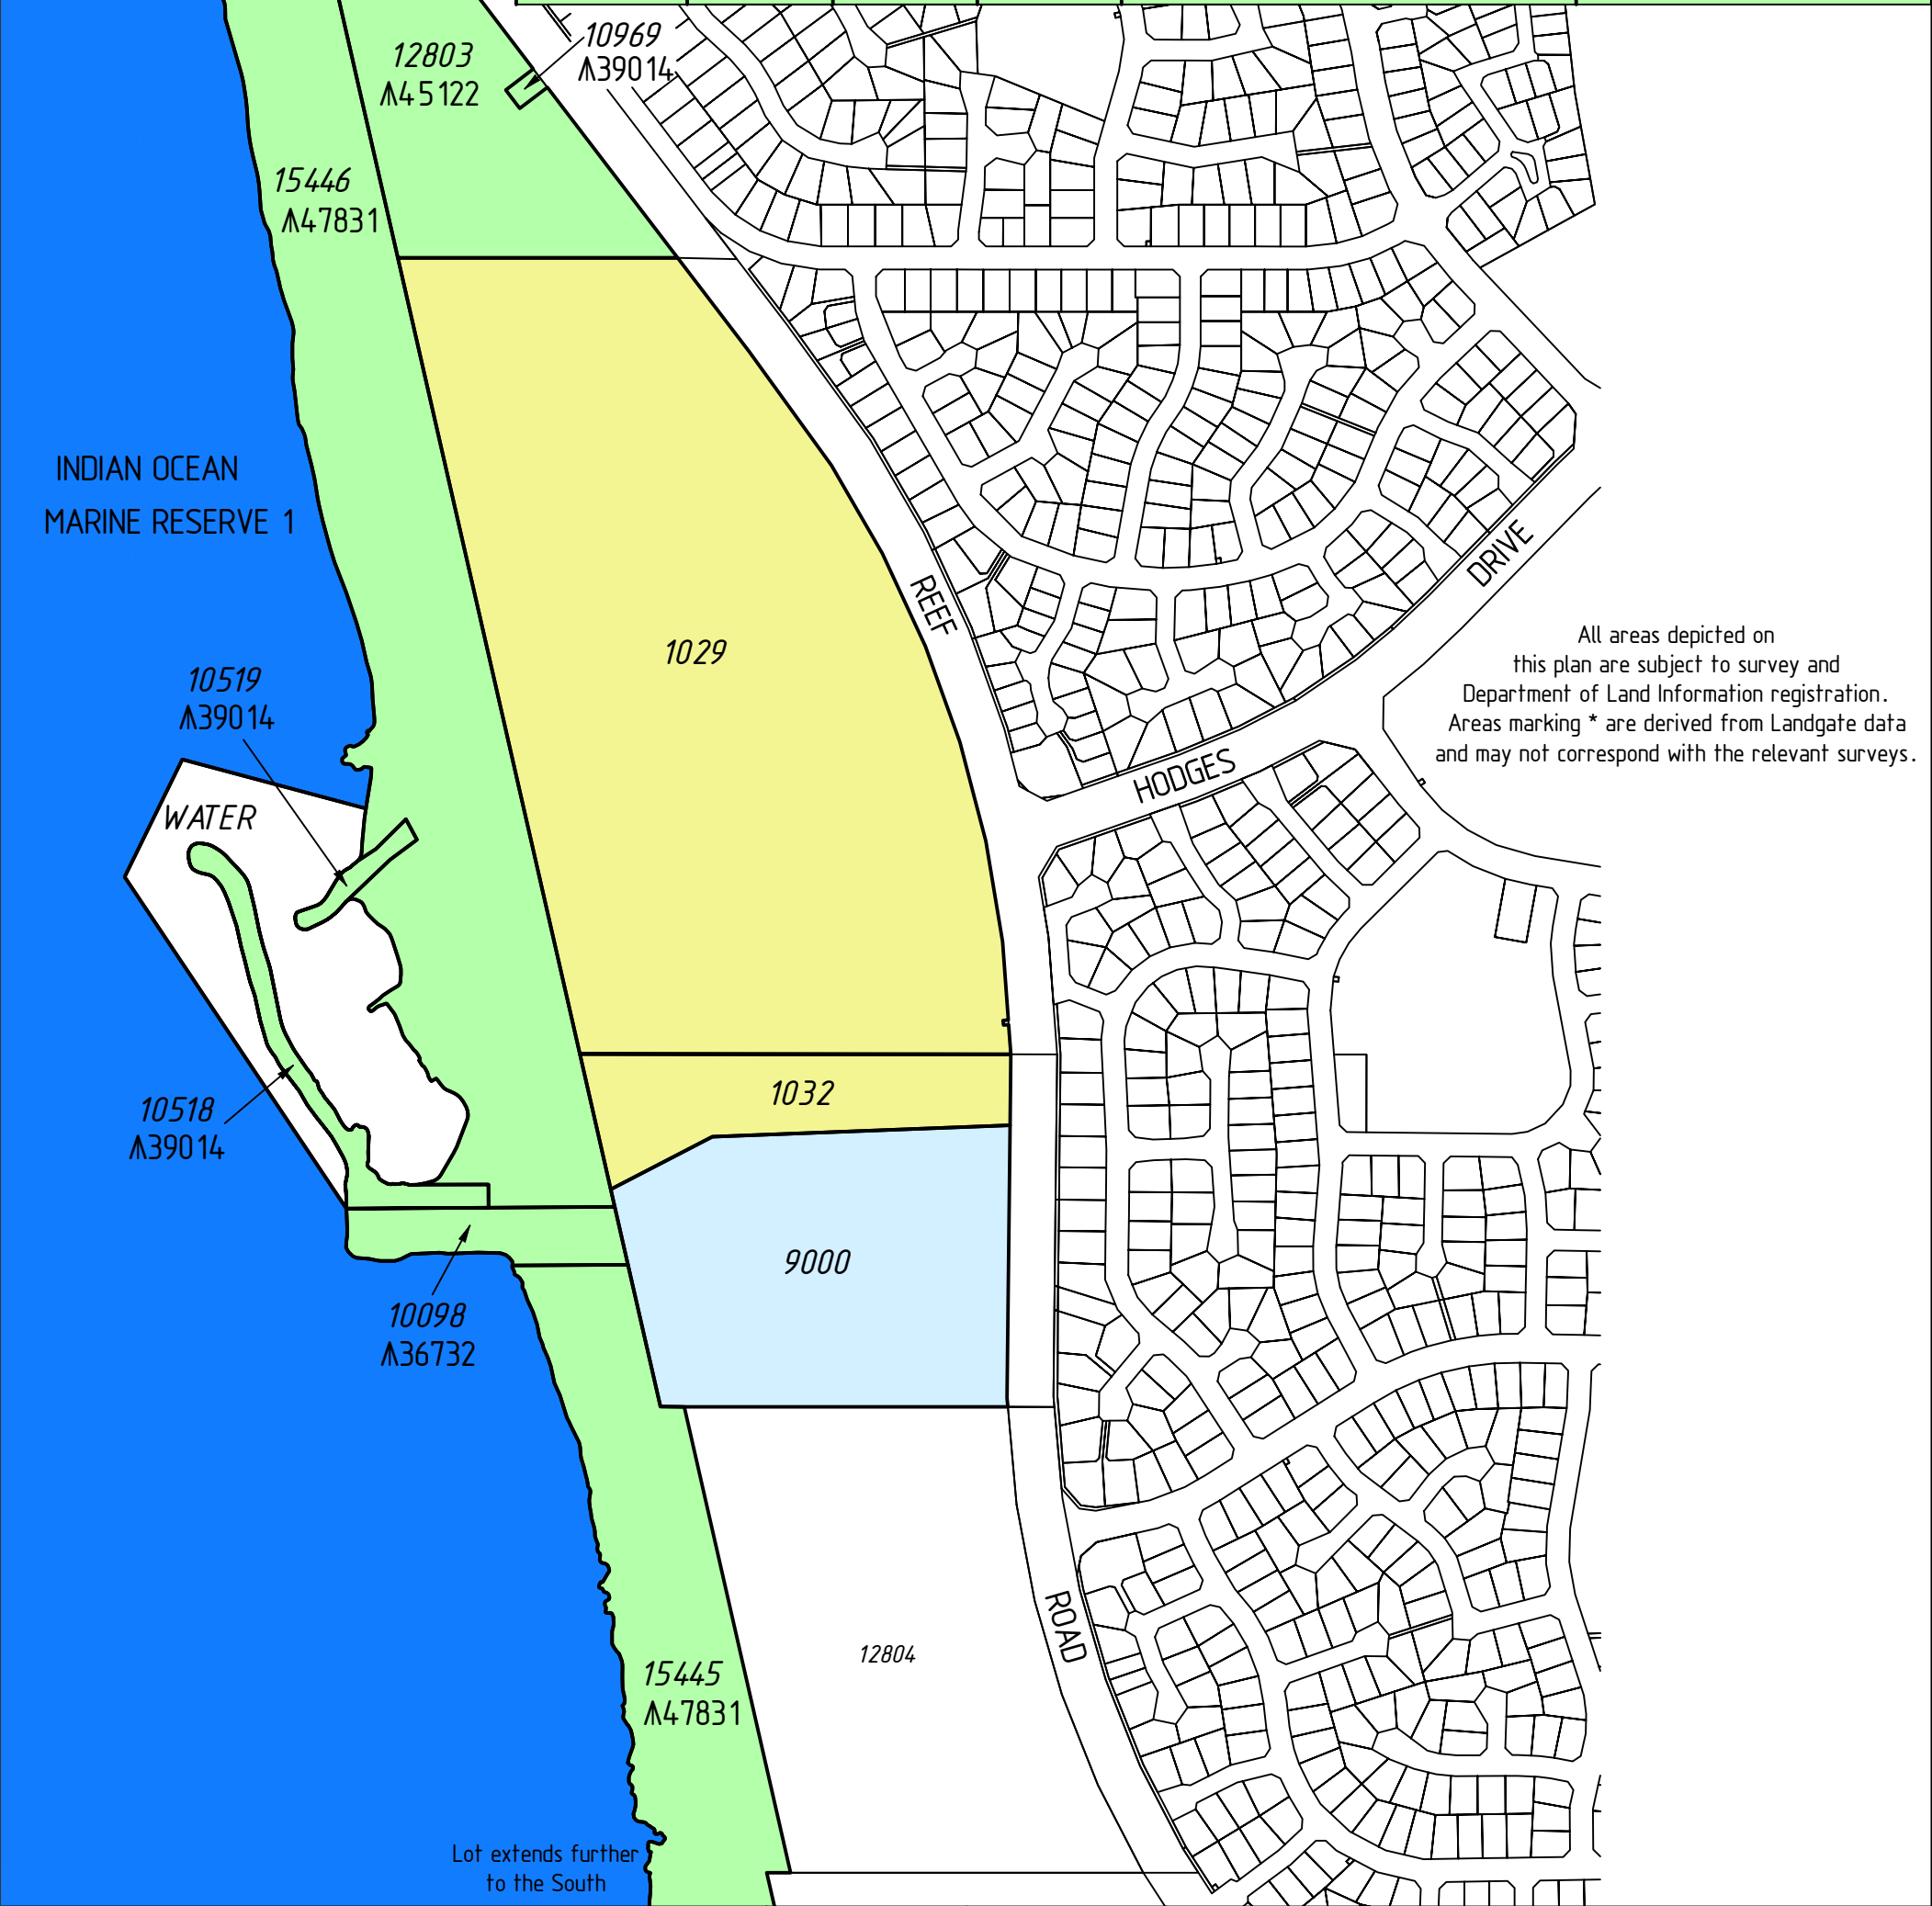 12803
⩚45122
10969
⩚39014
15446
⩚47831
INDIAN OCEAN
MARINE RESERVE 1
REEF
DRIVE
1029
All areas depicted on
this plan are subject to survey and
Department of Land Information registration.
Areas marking * are derived from Landgate data
and may not correspond with the relevant surveys.
10519
⩚39014
HODGES
WATER
1032
10518
⩚39014
9000
10098
⩚36732
ROAD
12804
15445
⩚47831
Lot extends further
to the South